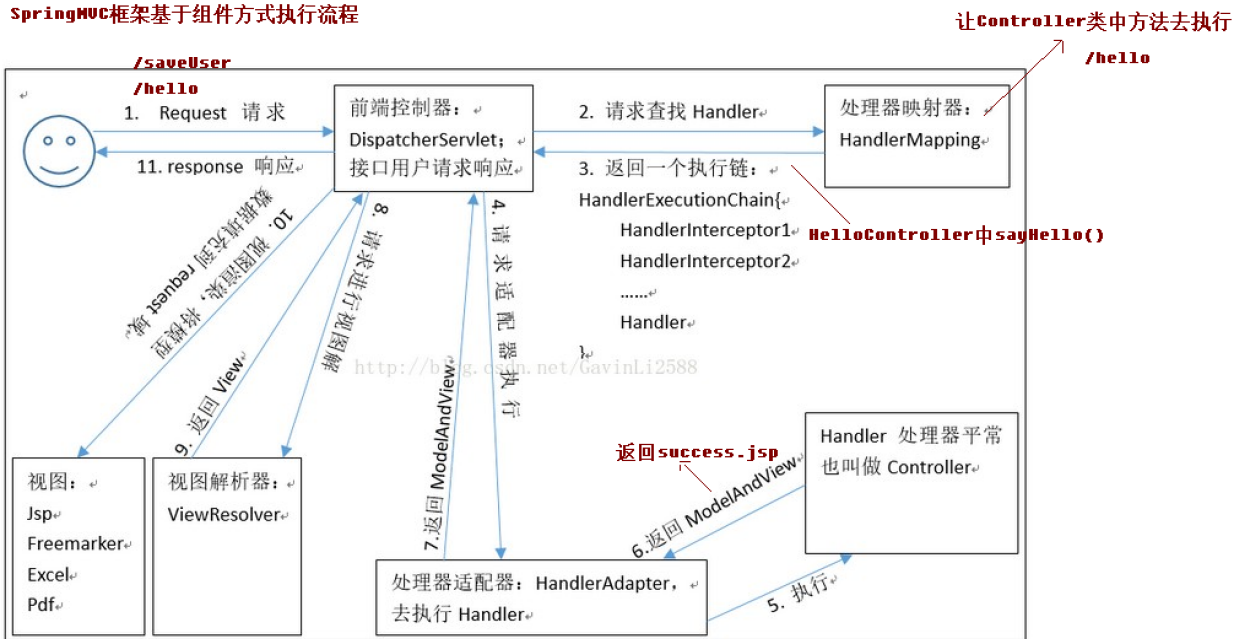 SpringMVC框架基于组件方式执行流程
让Controller类中方法去执行
/hello
/saveUser
/hello
1. Request 请求
11. response 响应
前端控制器：
DispatcherServlet；
接口用户请求响应
2. 请求查找 Handler
处理器映射器：
HandlerMapping
3. 返回一个执行链：
HandlerExecutionChain{
HandlerInterceptor1
HandlerInterceptor2
……
Handler
}
HelloController中sayHello()
10. 视图渲染，将模型
数据填充到 request 域。
9. 返回 View
8. 请求进行视图解
7.返回 ModelAndView
4. 请求适配器执行
http://blog.csdn.net/GavinLi2588
返回success.jsp
6.返回 ModelAndView
5. 执行
Handler 处理器平常
也叫做 Controller
视图：
Jsp
Freemarker
Excel
Pdf
视图解析器：
ViewResolver
处理器适配器：HandlerAdapter，
去执行 Handler